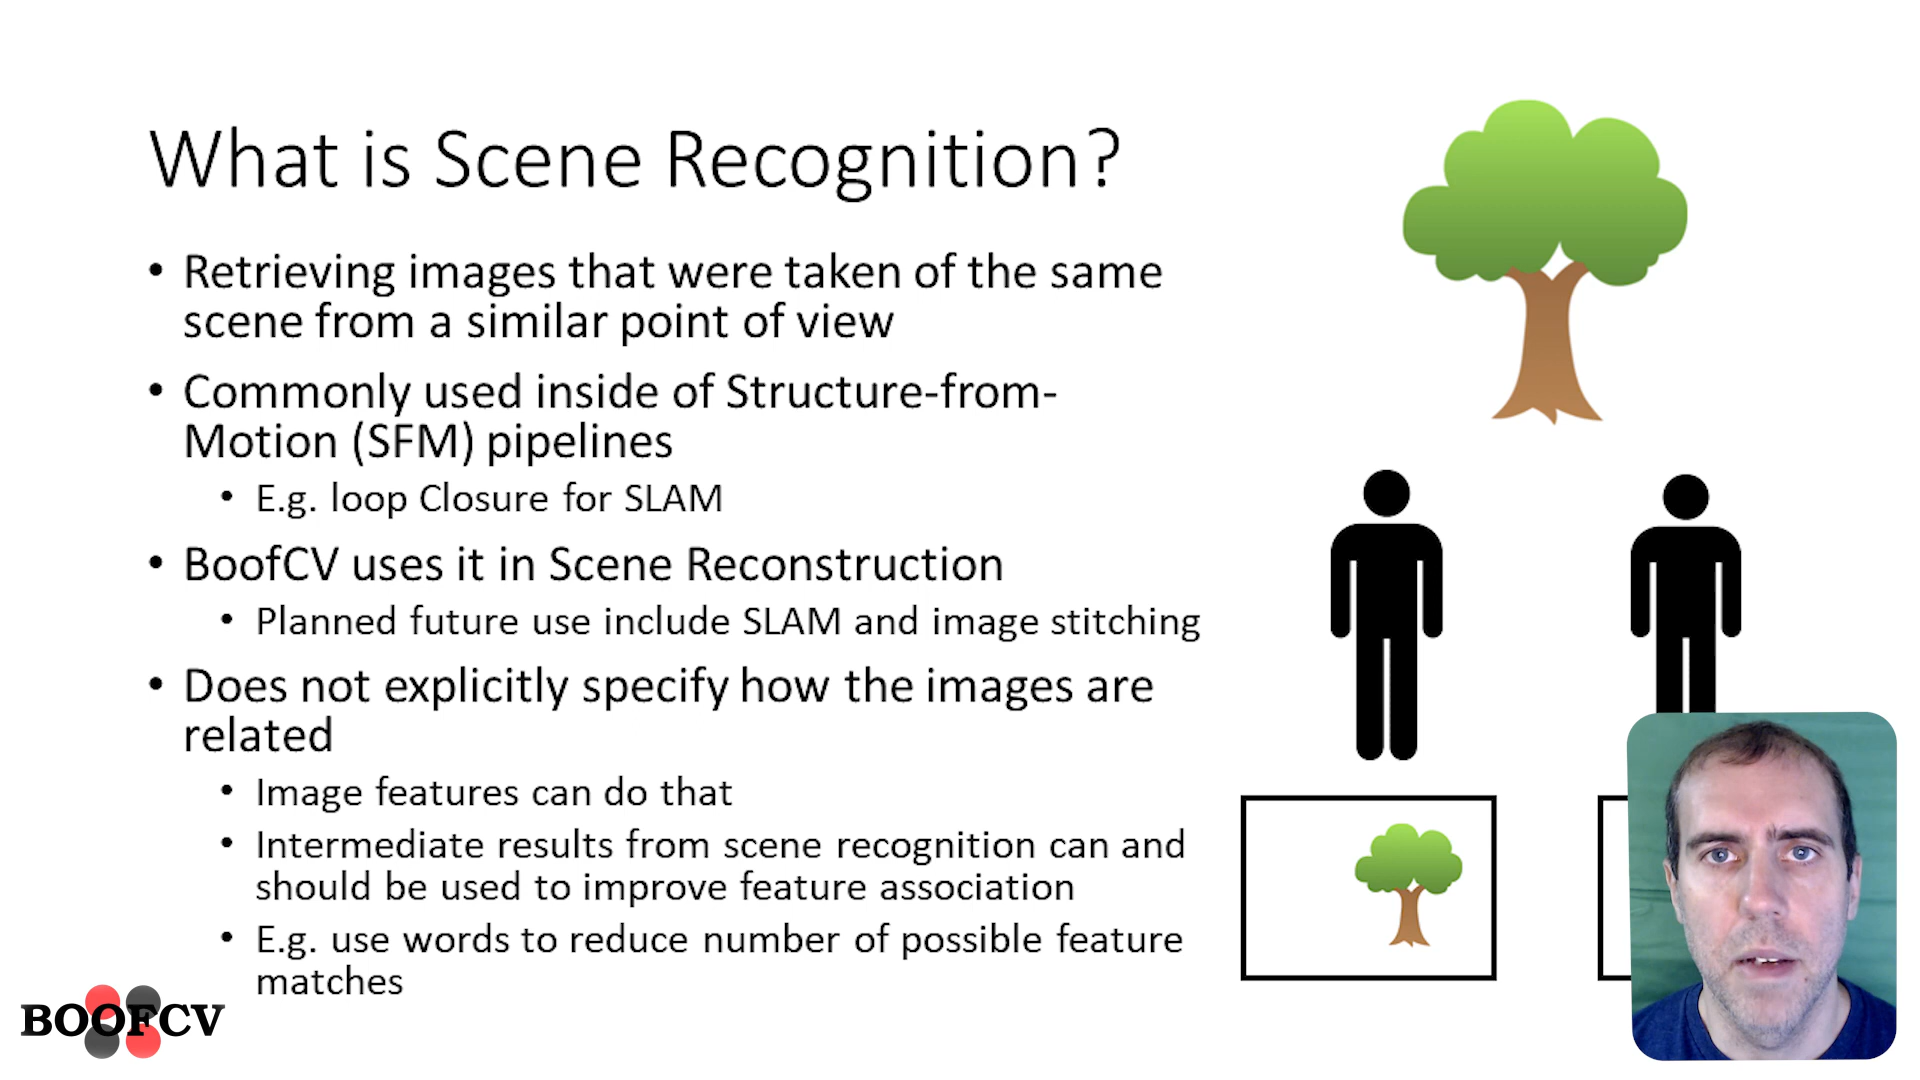 What is Scene Recognition?
• Retrieving images that were taken of the same
scene from a similar point of view
• Commonly used inside of Structure-from-
Motion (SFM) pipelines
• E.g. loop Closure for SLAM
• BoofCV uses it in Scene Reconstruction
• Planned future use include SLAM and image stitching
• Does not explicitly specify how the images are
related
• Image features can do that
• Intermediate results from scene recognition can and
should be used to improve feature association
• E.g. use words to reduce number of possible feature
matches
BOOFCV